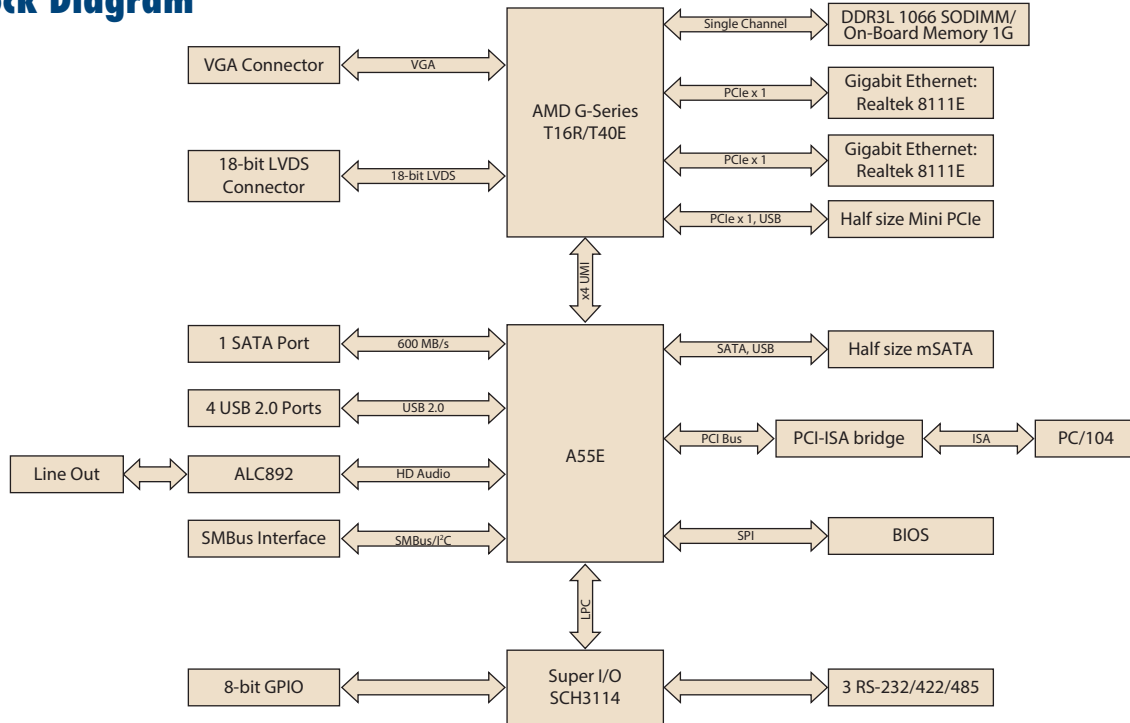 Diagram
Single Channel
DDR3L 1066 SODIMM/
On-Board Memory 1G
VGA Connector
VGA
AMD G-Series
T16R/T40E
PCIe x 1
Gigabit Ethernet:
Realtek 8111E
18-bit LVDS
Connector
18-bit LVDS
PCIe x 1
Gigabit Ethernet:
Realtek 8111E
PCIe x 1, USB
Half size Mini PCIe
x4 UMI
1 SATA Port
600 MB/s
SATA, USB
Half size mSATA
4 USB 2.0 Ports
USB 2.0
A55E
PCI Bus
PCI-ISA bridge
ISA
PC/104
Line Out
ALC892
HD Audio
SMBus Interface
SMBus/I²C
SPI
BIOS
LPC
8-bit GPIO
Super I/O
SCH3114
3 RS-232/422/485